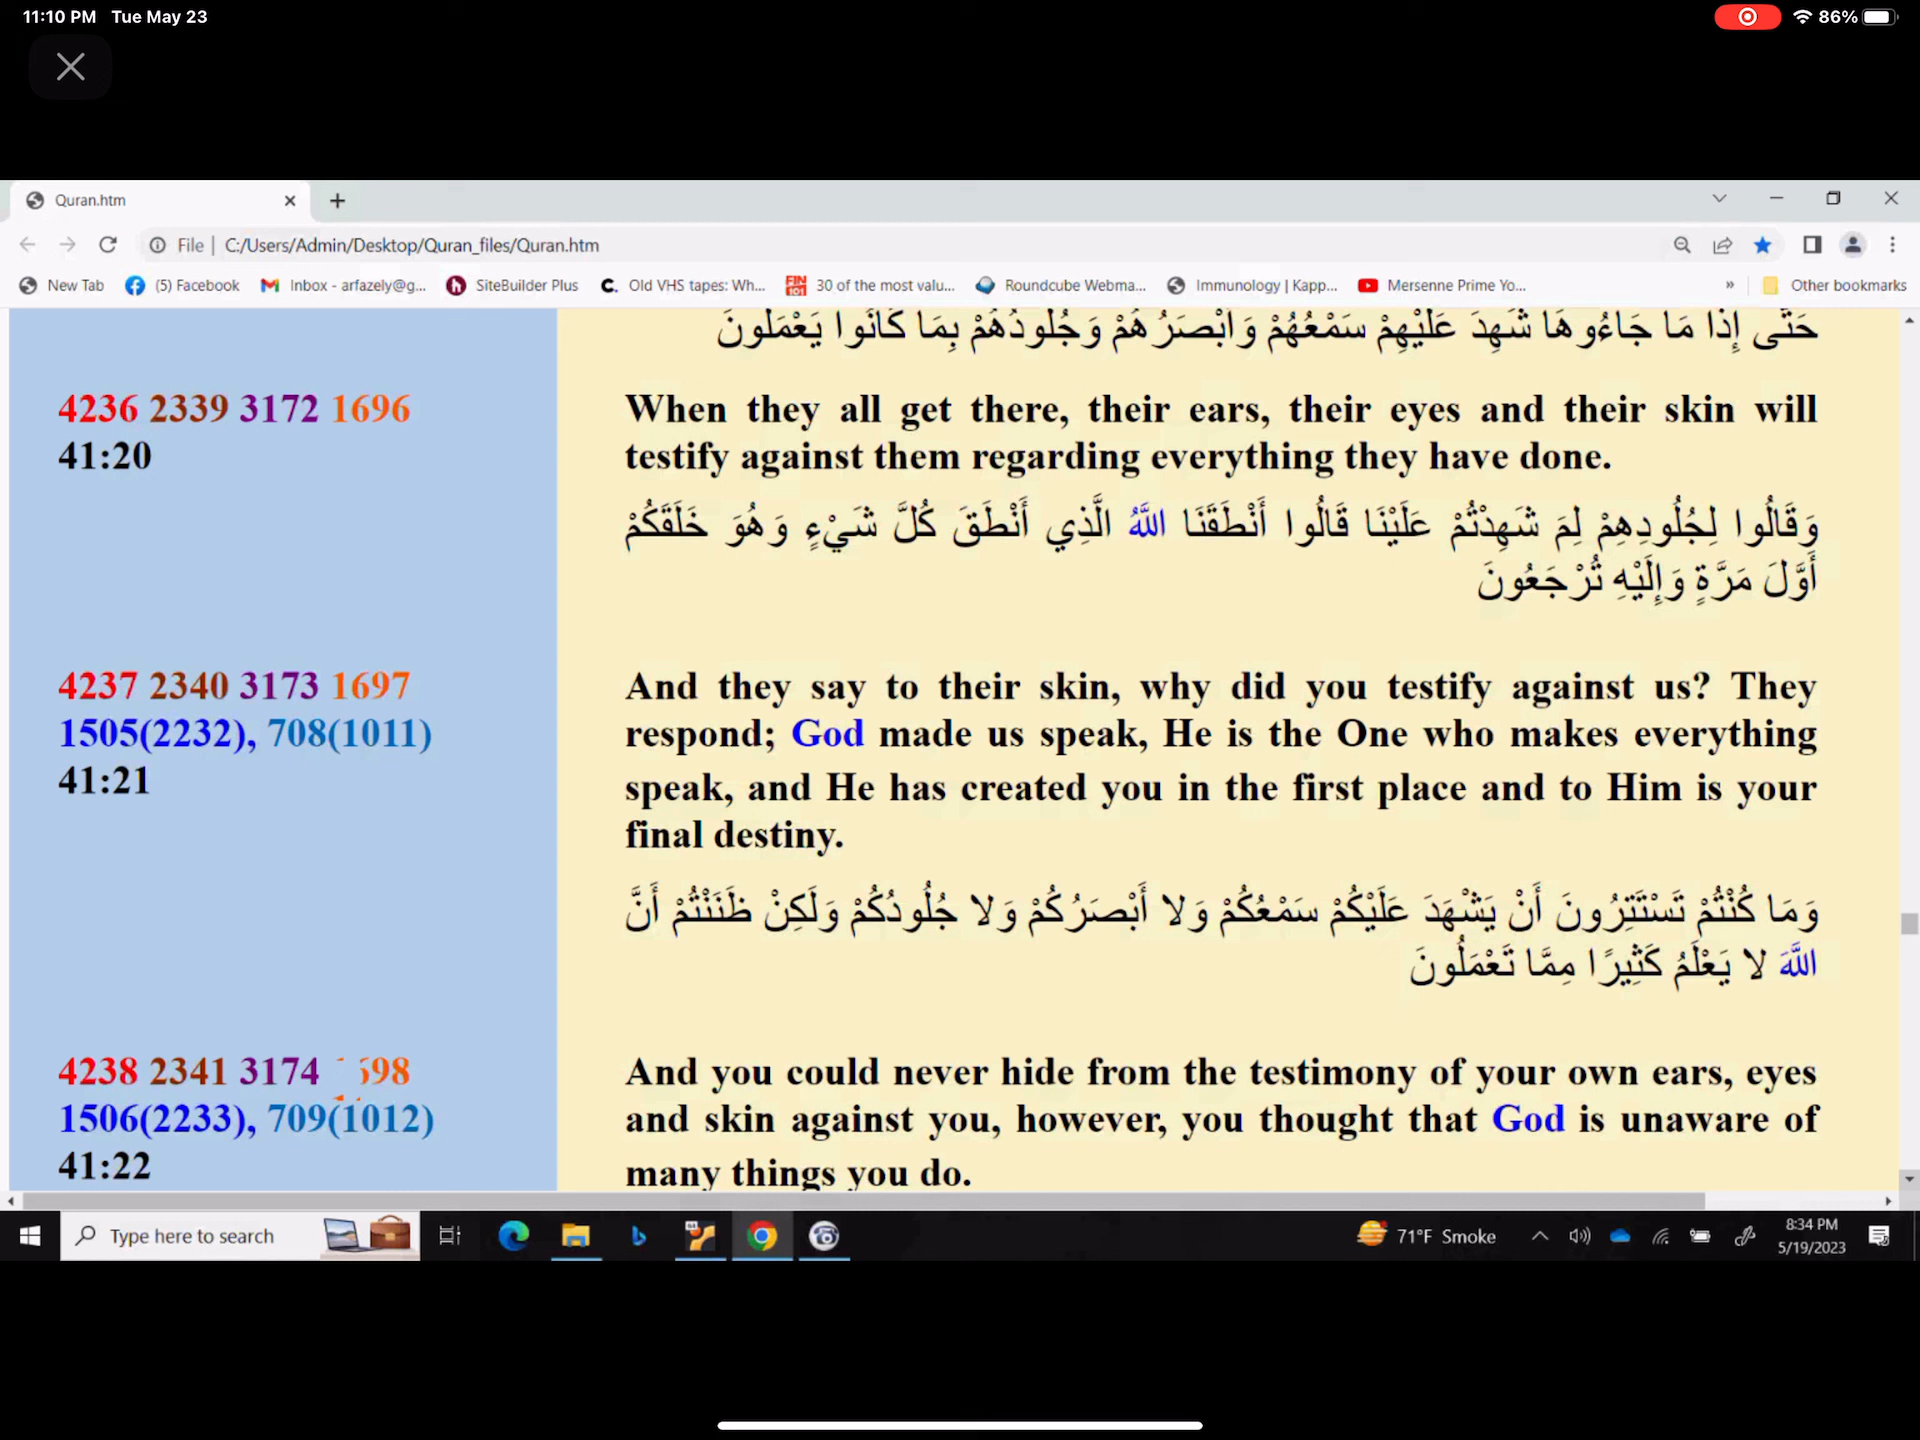 11:10 PM Tue May 23
86%
Quran.htm
File | C:/Users/Admin/Desktop/Quran_files/Quran.htm
New Tab (5) Facebook Inbox - arfazely@g... SiteBuilder Plus Old VHS tapes: Wh... FIN 101 30 of the most valu... Roundcube Webma... Immunology | Kapp... Mersenne Prime Yo... » Other bookmarks
حَتَّى إِذَا مَا جَاءُوهَا شَهِدَ عَلَيْهِمْ سَمْعُهُمْ وَأَبْصَرُهُمْ وَجُلُودُهُمْ بِمَا كَانُوا يَعْمَلُونَ
4236 2339 3172 1696
41:20
When they all get there, their ears, their eyes and their skin will
testify against them regarding everything they have done.
وَقَالُوا لِجُلُودِهِمْ لِمَ شَهِدْتُمْ عَلَيْنَا قَالُوا أَنْطَقَنَا اللَّهُ الَّذِي أَنْطَقَ كُلَّ شَيْءٍ وَهُوَ خَلَقَكُمْ
أَوَّلَ مَرَّةٍ وَإِلَيْهِ تُرْجَعُونَ
4237 2340 3173 1697
1505(2232), 708(1011)
41:21
And they say to their skin, why did you testify against us? They
respond; God made us speak, He is the One who makes everything
speak, and He has created you in the first place and to Him is your
final destiny.
وَمَا كُنْتُمْ تَسْتَتِرُونَ أَنْ يَشْهَدَ عَلَيْكُمْ سَمْعُكُمْ وَلا أَبْصَرُكُمْ وَلا جُلُودُكُمْ وَلَكِنْ ظَنَنْتُمْ أَنَّ
اللَّهَ لا يَعْلَمُ كَثِيرًا مِمَّا تَعْمَلُونَ
4238 2341 3174
1506(2233), 709(1012)
41:22
And you could never hide from the testimony of your own ears, eyes
and skin against you, however, you thought that God is unaware of
many things you do.
Type here to search
71°F Smoke
8:34 PM
5/19/2023